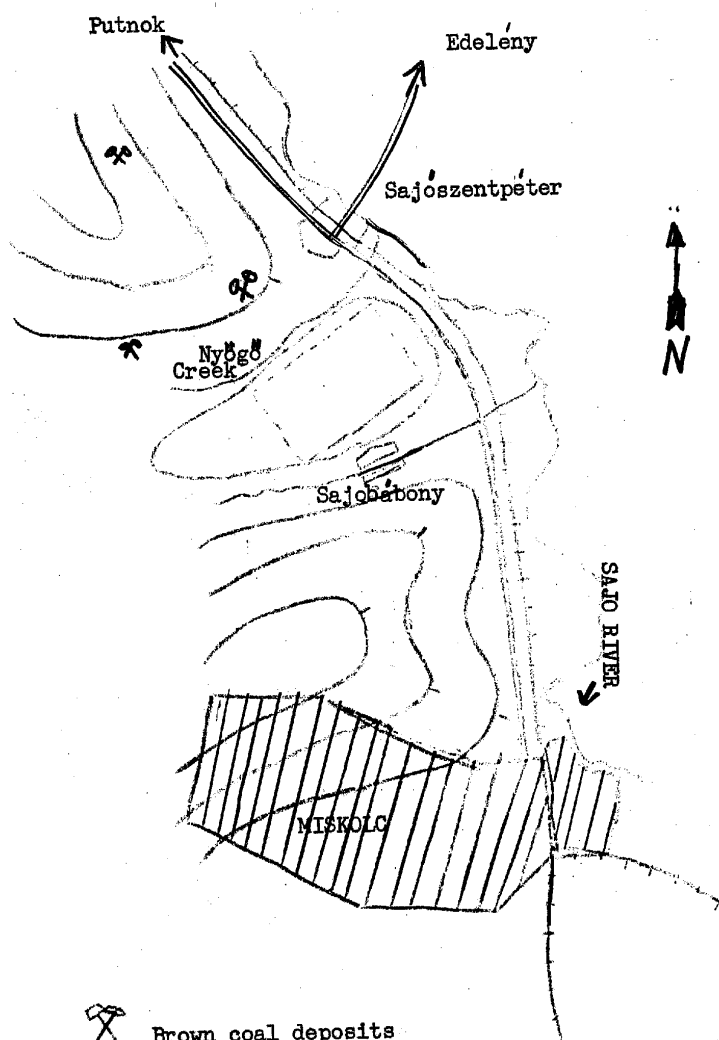 Putnok
Edelény
Sajószentpéter
Nyögő
Creek
Sajobábony
SAJO RIVER
MISKOLC
N
Brown coal deposits